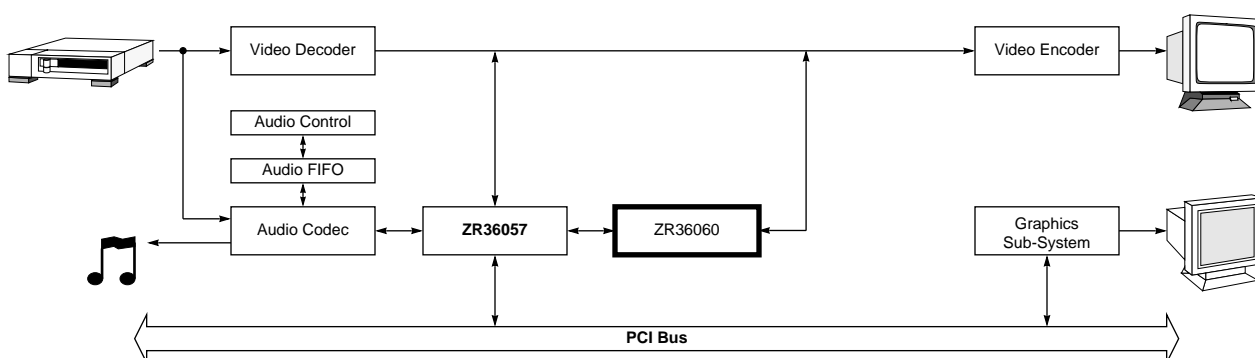 Video Decoder
Video Encoder
Audio Control
Audio FIFO
Audio Codec
ZR36057
ZR36060
Graphics
Sub-System
PCI Bus